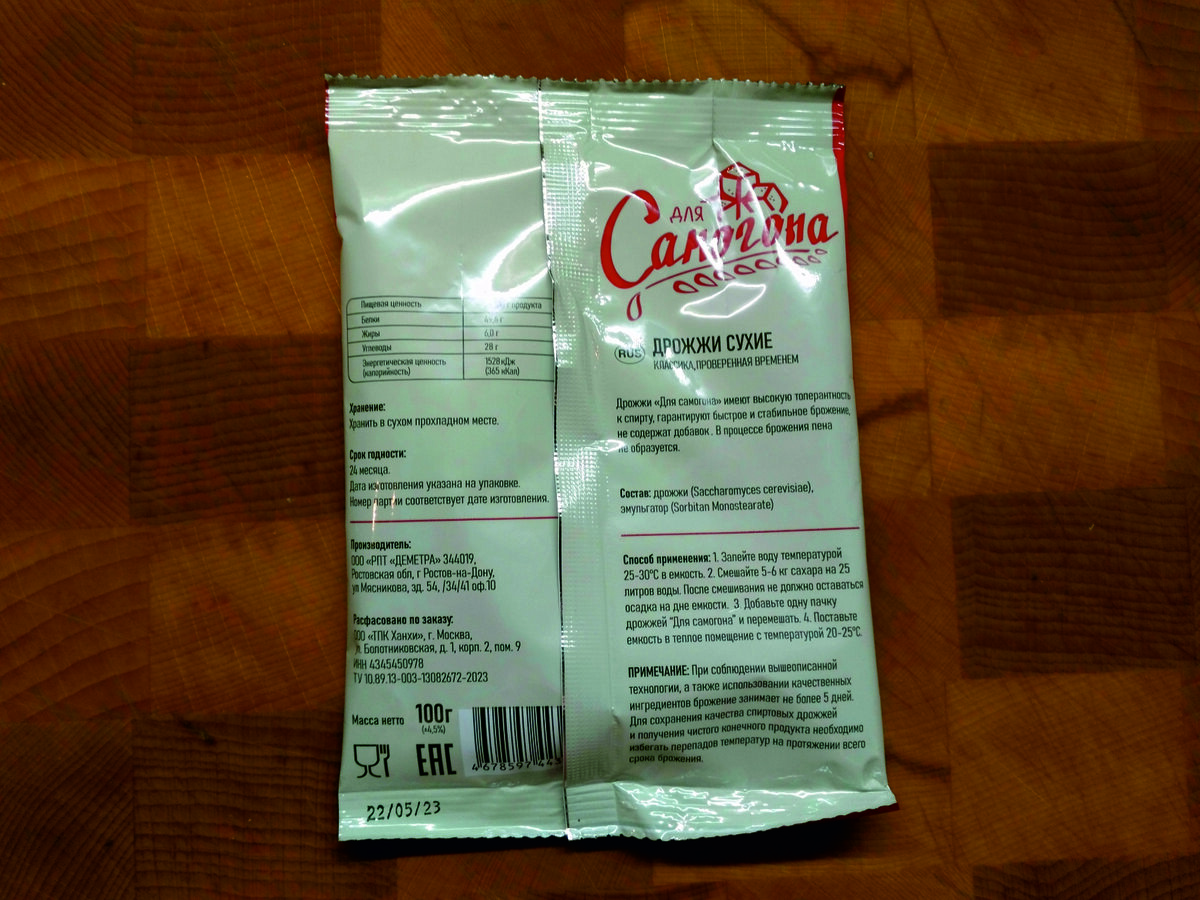 Пищевая ценность
продукта
Белки
Жиры 6,0 г
Углеводы 28 г
Энергетическая ценность 1528 кДж
(калорийность) (365 кКал)
Хранение:
Хранить в сухом прохладном месте.
Срок годности:
24 месяца.
Дата изготовления указана на упаковке.
Номер партии соответствует дате изготовления.
Производитель:
ООО «РПТ «ДЕМЕТРА» 344019,
Ростовская обл, г Ростов-на-Дону,
ул Мясникова, зд. 54, /34/41 оф.10
Расфасовано по заказу:
ООО «ТПК Ханхи», г. Москва,
ул. Болотниковская, д. 1, корп. 2, пом. 9
ИНН 4345450978
ТУ 10.89.13-003-13082672-2023
Масса нетто 100г
(±4,5%)
EAC
4 678597 443
22/05/23
для
Самогона
RUS
ДРОЖЖИ СУХИЕ
КЛАССИКА,ПРОВЕРЕННАЯ ВРЕМЕНЕМ
Дрожжи «Для самогона» имеют высокую толерантность
к спирту, гарантируют быстрое и стабильное брожение,
не содержат добавок. В процессе брожения пена
не образуется.
Состав: дрожжи (Saccharomyces cerevisiae),
эмульгатор (Sorbitan Monostearate)
Способ применения: 1. Залейте воду температурой
25-30°С в емкость. 2. Смешайте 5-6 кг сахара на 25
литров воды. После смешивания не должно оставаться
осадка на дне емкости. 3. Добавьте одну пачку
дрожжей "Для самогона" и перемешать. 4. Поставьте
емкость в теплое помещение с температурой 20-25°С.
ПРИМЕЧАНИЕ: При соблюдении вышеописанной
технологии, а также использовании качественных
ингредиентов брожение занимает не более 5 дней.
Для сохранения качества спиртовых дрожжей
и получения чистого конечного продукта необходимо
избегать перепадов температур на протяжении всего
срока брожения.